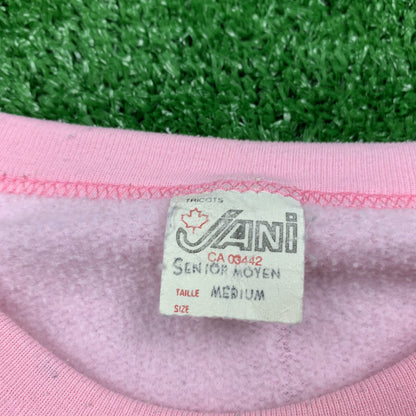 TRICOTS
JANI
CA 03442
SENIOR MOYEN
TAILLE MEDIUM
SIZE